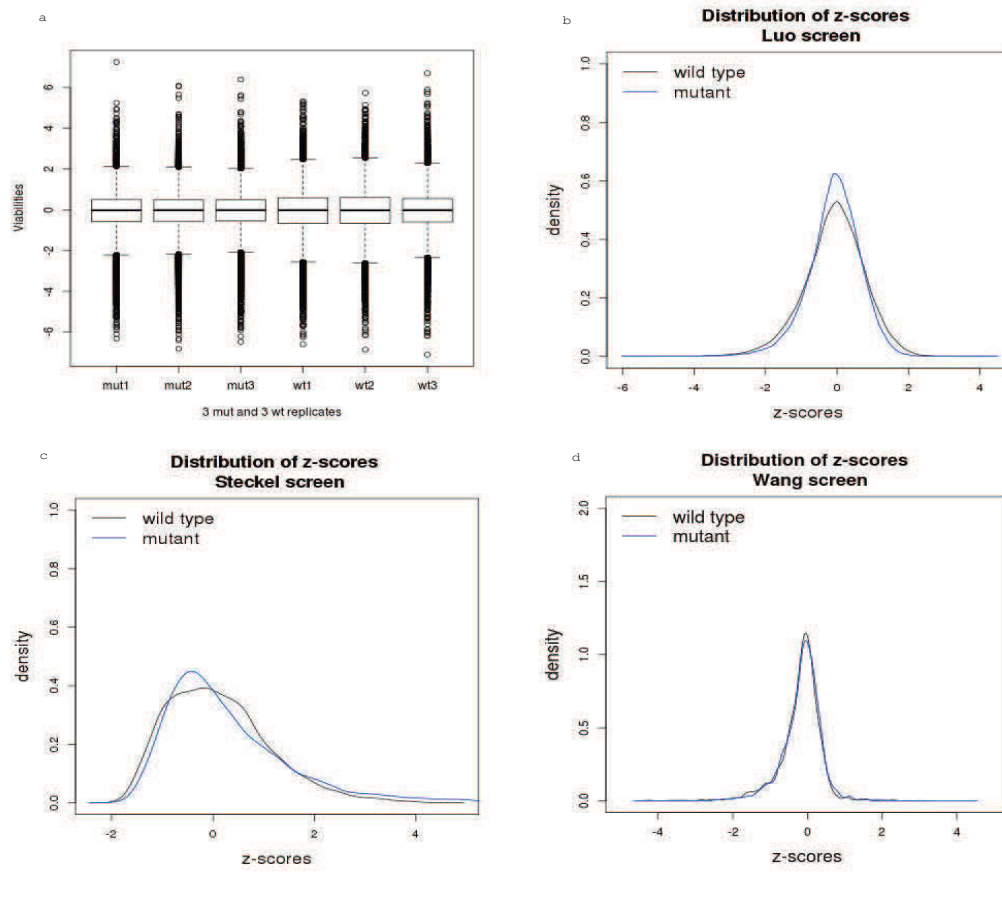 a
Viabilities
6
4
2
0
-2
-4
-6
mut1 mut2 mut3 wt1 wt2 wt3
3 mut and 3 wt replicates
b
Distribution of z-scores
Luo screen
wild type
mutant
density
1.0
0.8
0.6
0.4
0.2
0.0
-6 -4 -2 0 2 4
z-scores
c
Distribution of z-scores
Steckel screen
wild type
mutant
density
1.0
0.8
0.6
0.4
0.2
0.0
-2 0 2 4
z-scores
d
Distribution of z-scores
Wang screen
wild type
mutant
density
2.0
1.5
1.0
0.5
0.0
-4 -2 0 2 4
z-scores